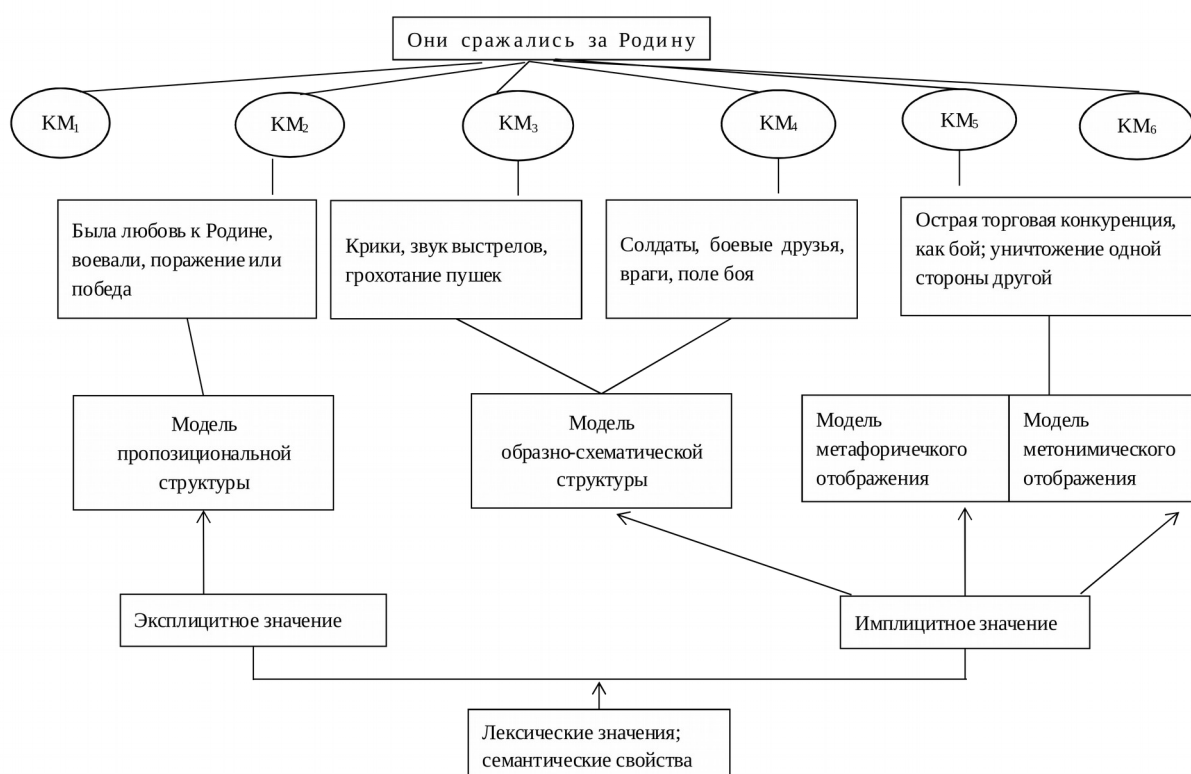 Они сражались за Родину
КМ₁
КМ₂
КМ₃
КМ₄
КМ₅
КМ₆
Была любовь к Родине,
воевали, поражение или
победа
Крики, звук выстрелов,
грохотание пушек
Солдаты, боевые друзья,
враги, поле боя
Острая торговая конкуренция,
как бой; уничтожение одной
стороны другой
Модель
пропозициональной
структуры
Модель
образно-схематической
структуры
Модель
метафоричечкого
отображения
Модель
метонимического
отображения
Эксплицитное значение
Имплицитное значение
Лексические значения;
семантические свойства